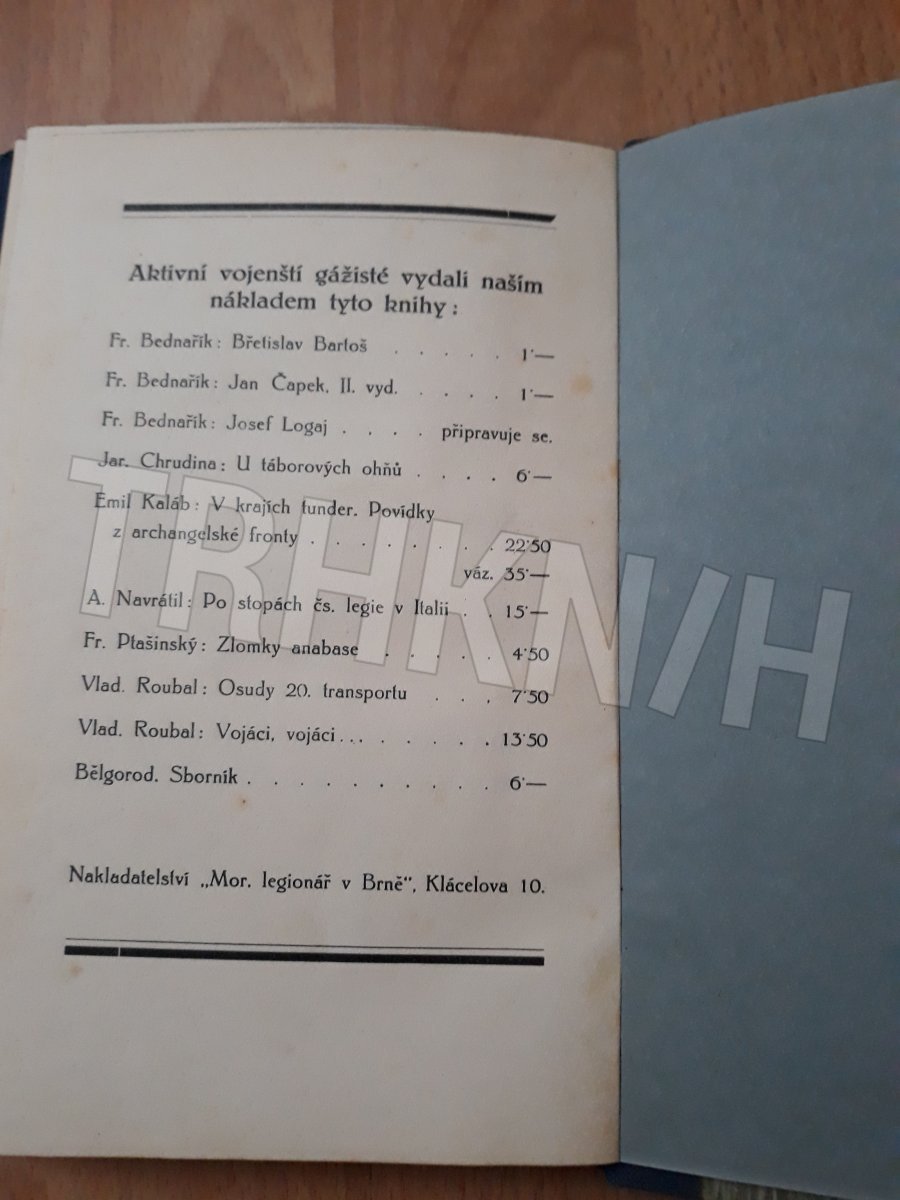 Aktivní vojenští gážisté vydali naším
nákladem tyto knihy :
Fr. Bednařík : Břetislav Bartoš . . . . . 1·—
Fr. Bednařík : Jan Čapek, II. vyd. . . . . 1·—
Fr. Bednařík : Josef Logaj . . . . připravuje se.
Jar. Chrudina : U táborových ohňů . . . . 6·—
Emil Kaláb : V krajích tunder. Povídky
z archangelské fronty . . . . . . . 22·50
váz. 35·—
A. Navrátil : Po stopách čs. legie v Italii . . 15·—
Fr. Ptašinský : Zlomky anabase . . . . . 4·50
Vlad. Roubal : Osudy 20. transportu . . . 7·50
Vlad. Roubal : Vojáci, vojáci . . . . . . . . 13·50
Bělgorod. Sborník . . . . . . . . . . 6·—
Nakladatelství „Mor. legionář v Brně", Klácelova 10.
TRHKN/H